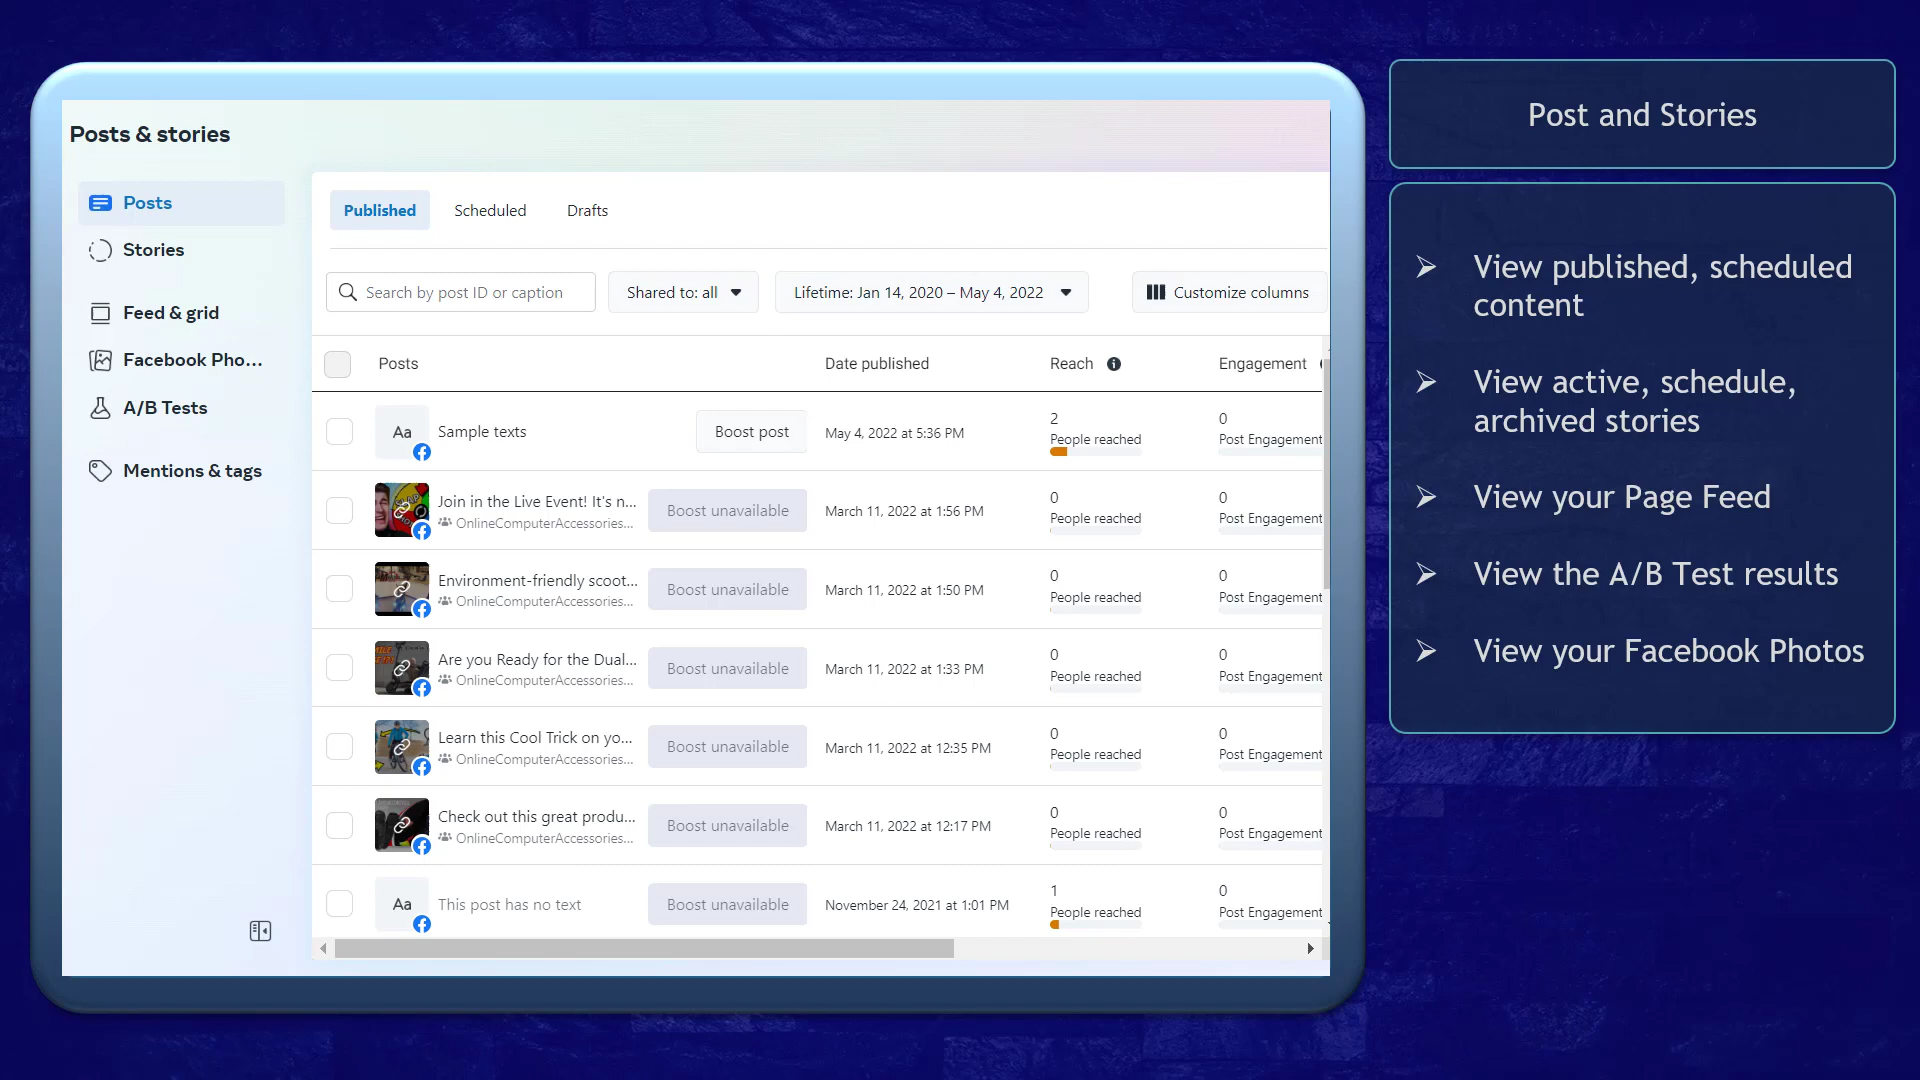 Posts & stories
Posts
Stories
Feed & grid
Facebook Pho...
A/B Tests
Mentions & tags
Published
Scheduled
Drafts
Search by post ID or caption
Shared to: all
Lifetime: Jan 14, 2020 – May 4, 2022
Customize columns
Posts
Date published
Reach
Engagement
Aa
Sample texts
Boost post
May 4, 2022 at 5:36 PM
2
People reached
0
Post Engagement
Join in the Live Event! It's n...
OnlineComputerAccessories...
Boost unavailable
March 11, 2022 at 1:56 PM
0
People reached
0
Post Engagement
Environment-friendly scoot...
OnlineComputerAccessories...
Boost unavailable
March 11, 2022 at 1:50 PM
0
People reached
0
Post Engagement
Are you Ready for the Dual...
OnlineComputerAccessories...
Boost unavailable
March 11, 2022 at 1:33 PM
0
People reached
0
Post Engagement
Learn this Cool Trick on yo...
OnlineComputerAccessories...
Boost unavailable
March 11, 2022 at 12:35 PM
0
People reached
0
Post Engagement
Check out this great produ...
OnlineComputerAccessories...
Boost unavailable
March 11, 2022 at 12:17 PM
0
People reached
0
Post Engagement
Aa
This post has no text
Boost unavailable
November 24, 2021 at 1:01 PM
1
People reached
0
Post Engagement
Post and Stories
View published, scheduled
content
View active, schedule,
archived stories
View your Page Feed
View the A/B Test results
View your Facebook Photos